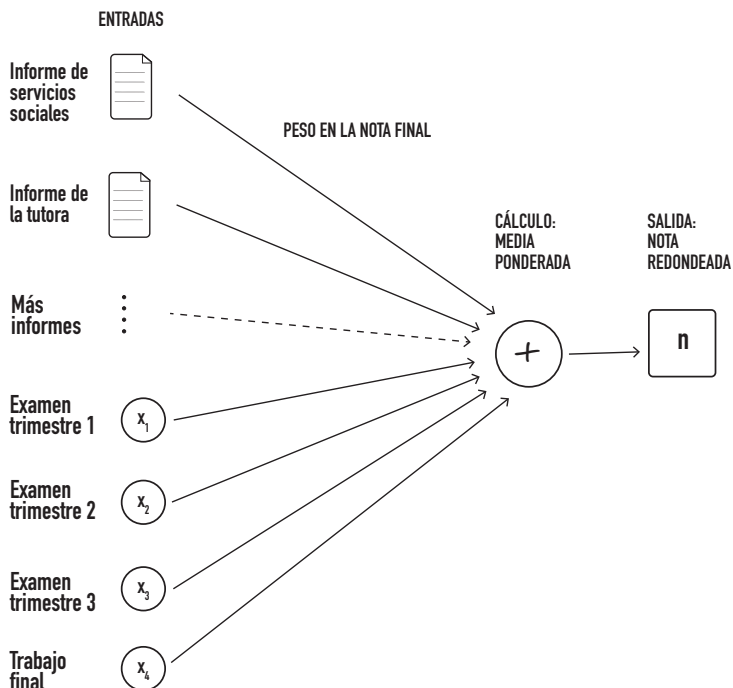 ENTRADAS
Informe de
servicios
sociales
PESO EN LA NOTA FINAL
Informe de
la tutora
CÁLCULO:
MEDIA
PONDERADA
SALIDA:
NOTA
REDONDEADA
Más
informes
+
n
Examen
trimestre 1
x₁
Examen
trimestre 2
x₂
Examen
trimestre 3
x₃
Trabajo
final
x₄